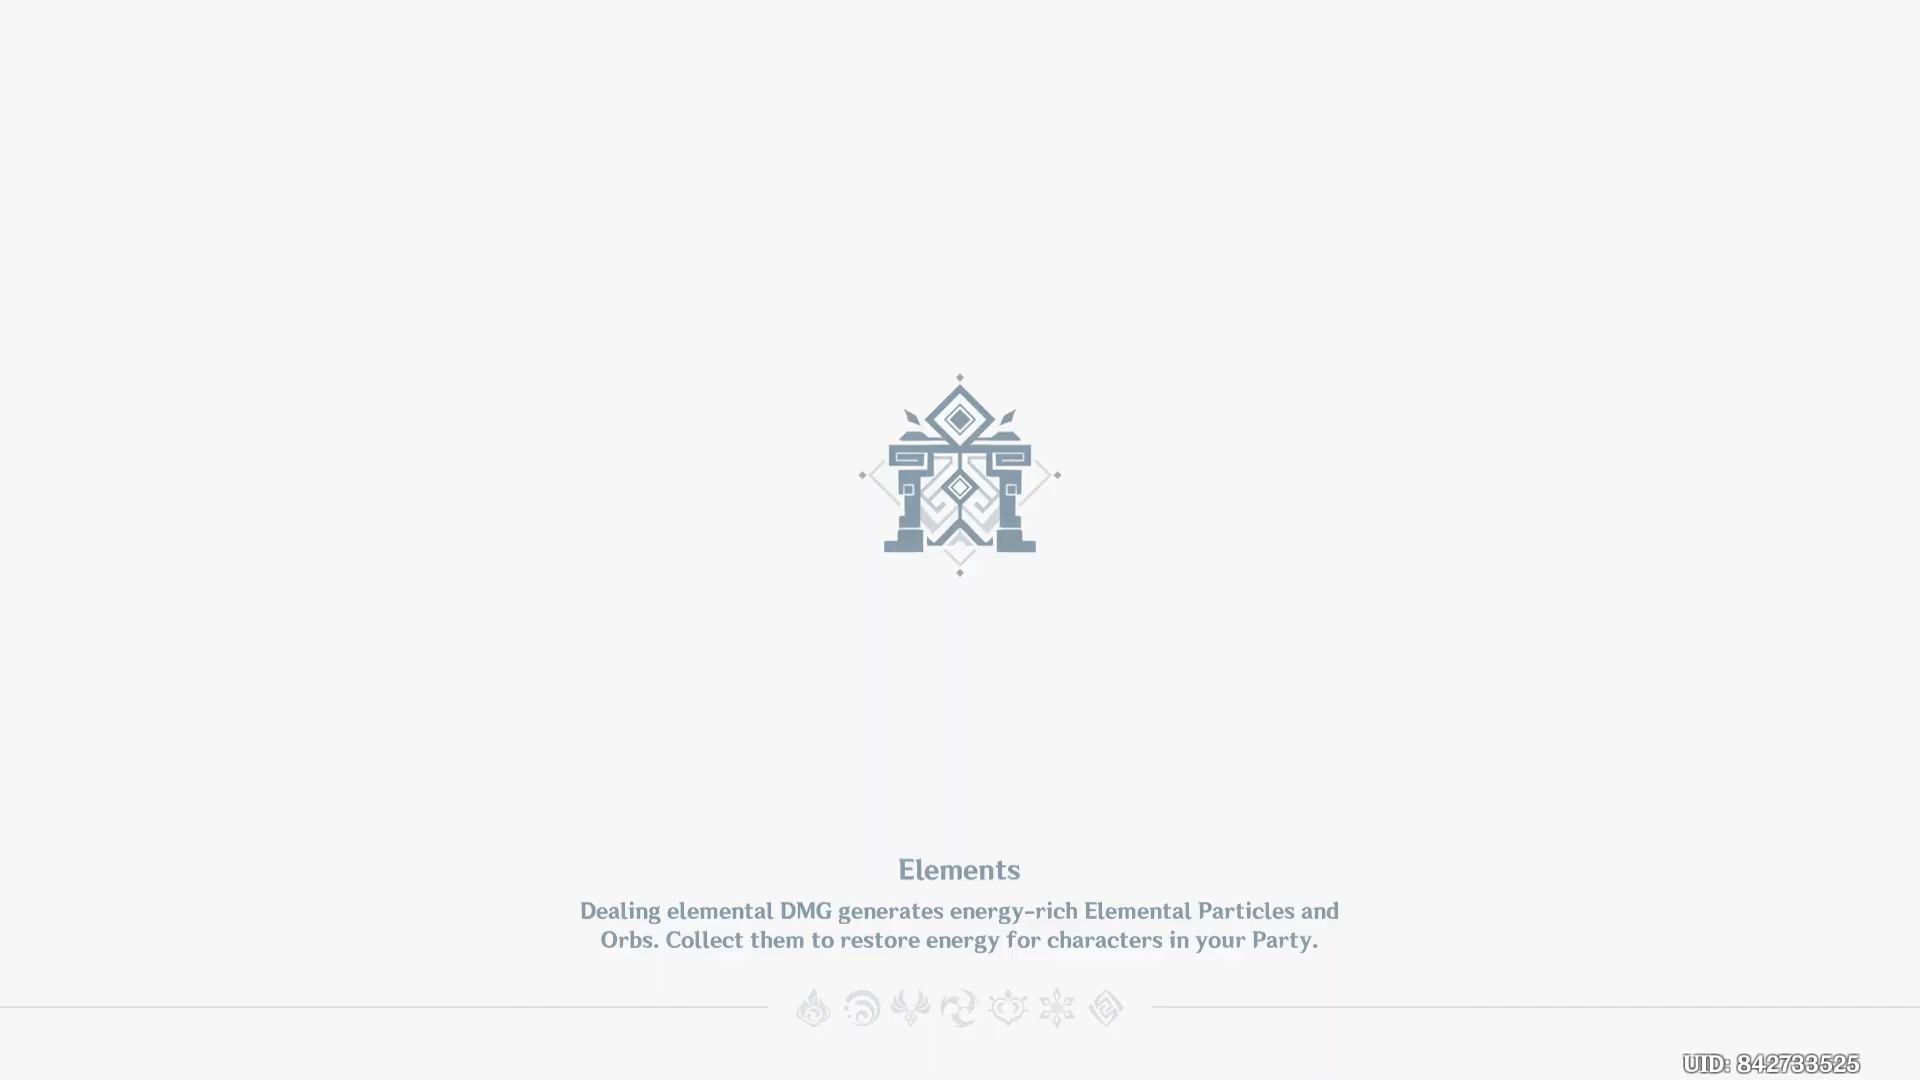 Elements
Dealing elemental DMG generates energy-rich Elemental Particles and
Orbs. Collect them to restore energy for characters in your Party.
UID: 842733525